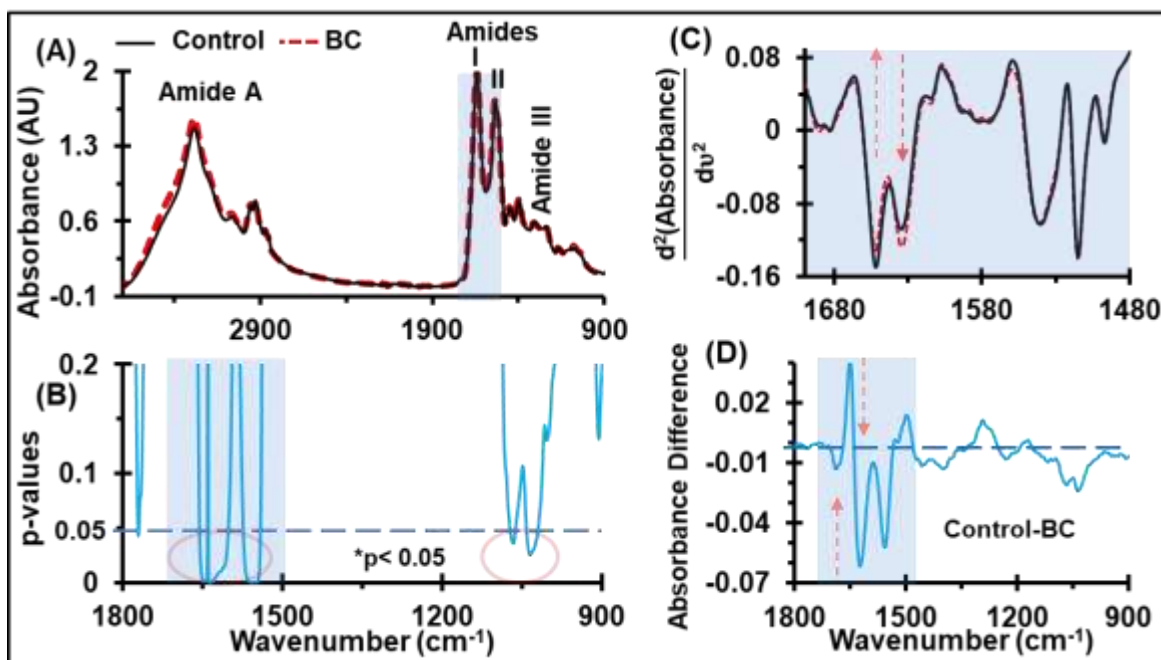 (A)
Control
BC
Amides
I
II
Amide A
Amide III
Absorbance (AU)
2
1.3
0.6
-0.1
2900
1900
900
(B)
p-values
0.2
0.1
0.05
0
*p< 0.05
1800
1500
1200
900
Wavenumber (cm⁻¹)
(C)
d²(Absorbance)
dυ²
0.08
0
-0.08
-0.16
1680
1580
1480
(D)
Absorbance Difference
0.02
-0.01
-0.04
-0.07
Control-BC
1800
1500
1200
900
Wavenumber (cm⁻¹)